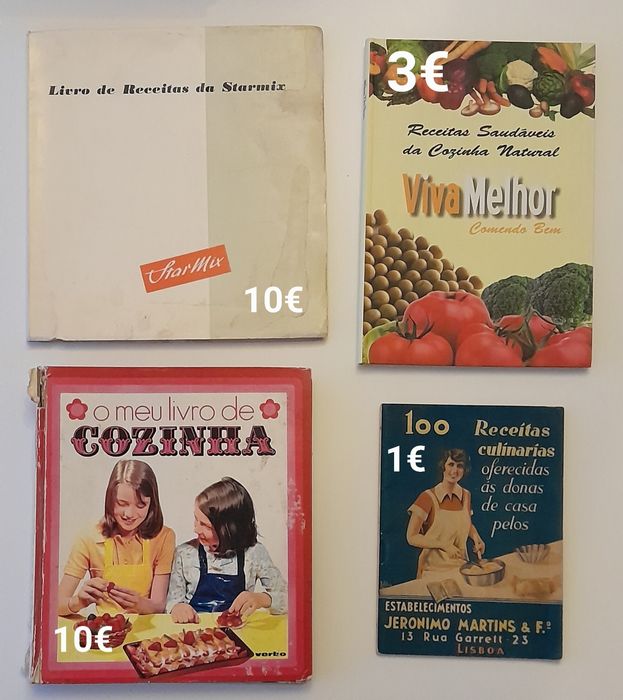 Livro de Receitas da Starmix
StarMix
10€
3€
Receitas Saudáveis
da Cozinha Natural
Viva Melhor
Comendo Bem
o meu livro de
COZINHA
10€
verbo
100 Receitas
culinarias
1€
oferecidas
ás donas
de casa
pelos
ESTABELECIMENTOS
JERONIMO MARTINS & F.º
13 Rua Garrett-23
LISBOA